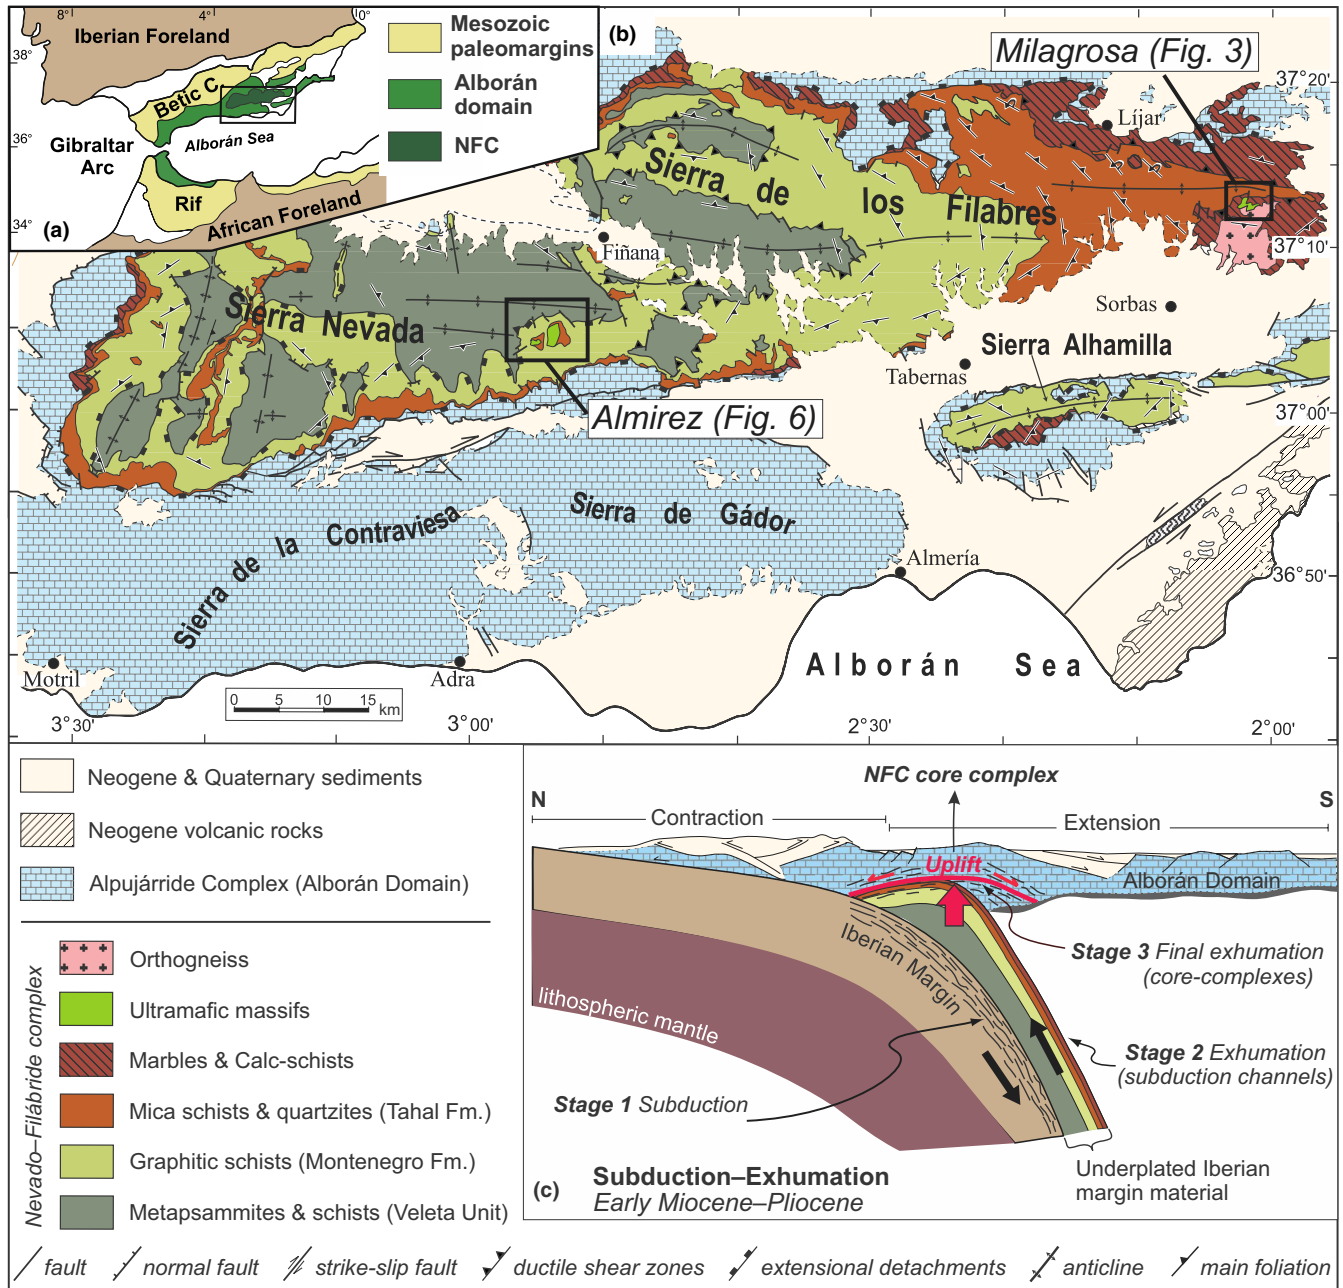 8°
4°
0°
38°
36°
34°
Iberian Foreland
Betic C.
Gibraltar
Arc
Alborán Sea
Rif
African Foreland
(a)
Mesozoic
paleomargins
Alborán
domain
NFC
(b)
Milagrosa (Fig. 3)
37°20'
Líjar
Sierra de los Filabres
37°10'
Fiñana
Sorbas
Sierra Nevada
Sierra Alhamilla
Tabernas
Almirez (Fig. 6)
37°00'
Sierra de la Contraviesa
Sierra de Gádor
Almería
36°50'
Alborán Sea
Motril
Adra
0 5 10 15
km
3°30'
3°00'
2°30'
2°00'
Neogene & Quaternary sediments
Neogene volcanic rocks
Alpujárride Complex (Alborán Domain)
Nevado–Filábride complex
Orthogneiss
Ultramafic massifs
Marbles & Calc-schists
Mica schists & quartzites (Tahal Fm.)
Graphitic schists (Montenegro Fm.)
Metapsammites & schists (Veleta Unit)
NFC core complex
N
S
Contraction
Extension
Uplift
Alborán Domain
Iberian Margin
lithospheric mantle
Stage 3 Final exhumation
(core-complexes)
Stage 2 Exhumation
(subduction channels)
Stage 1 Subduction
Underplated Iberian
margin material
(c)
Subduction–Exhumation
Early Miocene–Pliocene
fault
normal fault
strike-slip fault
ductile shear zones
extensional detachments
anticline
main foliation